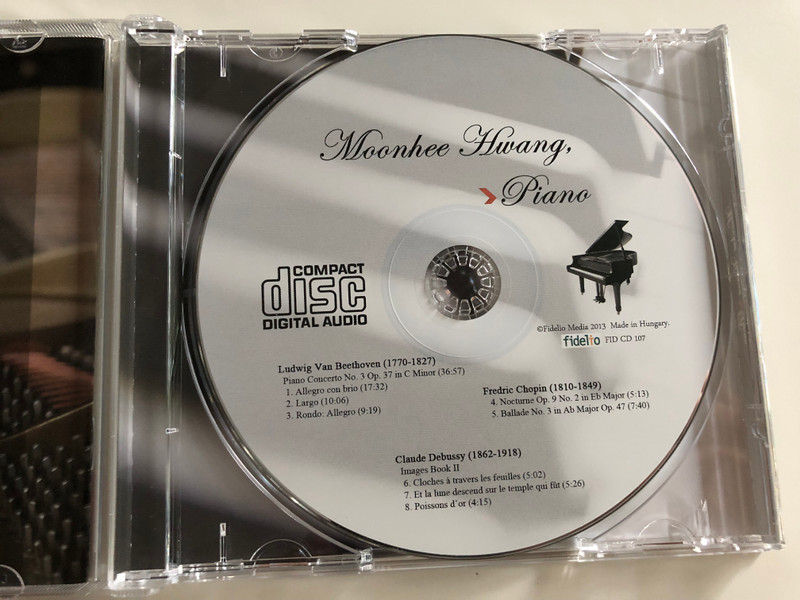 Moonhee Hwang,
Piano
COMPACT
disc
DIGITAL AUDIO
©Fidelio Media 2013 Made in Hungary.
fidelio FID CD 107
Ludwig Van Beethoven (1770-1827)
Piano Concerto No. 3 Op. 37 in C Minor (36:57)
1. Allegro con brio (17:32)
2. Largo (10:06)
3. Rondo: Allegro (9:19)
Fredric Chopin (1810-1849)
4. Nocturne Op. 9 No. 2 in Eb Major (5:13)
5. Ballade No. 3 in Ab Major Op. 47 (7:40)
Claude Debussy (1862-1918)
Images Book II
6. Cloches à travers les feuilles (5:02)
7. Et la lune descend sur le temple qui fût (5:26)
8. Poissons d'or (4:15)